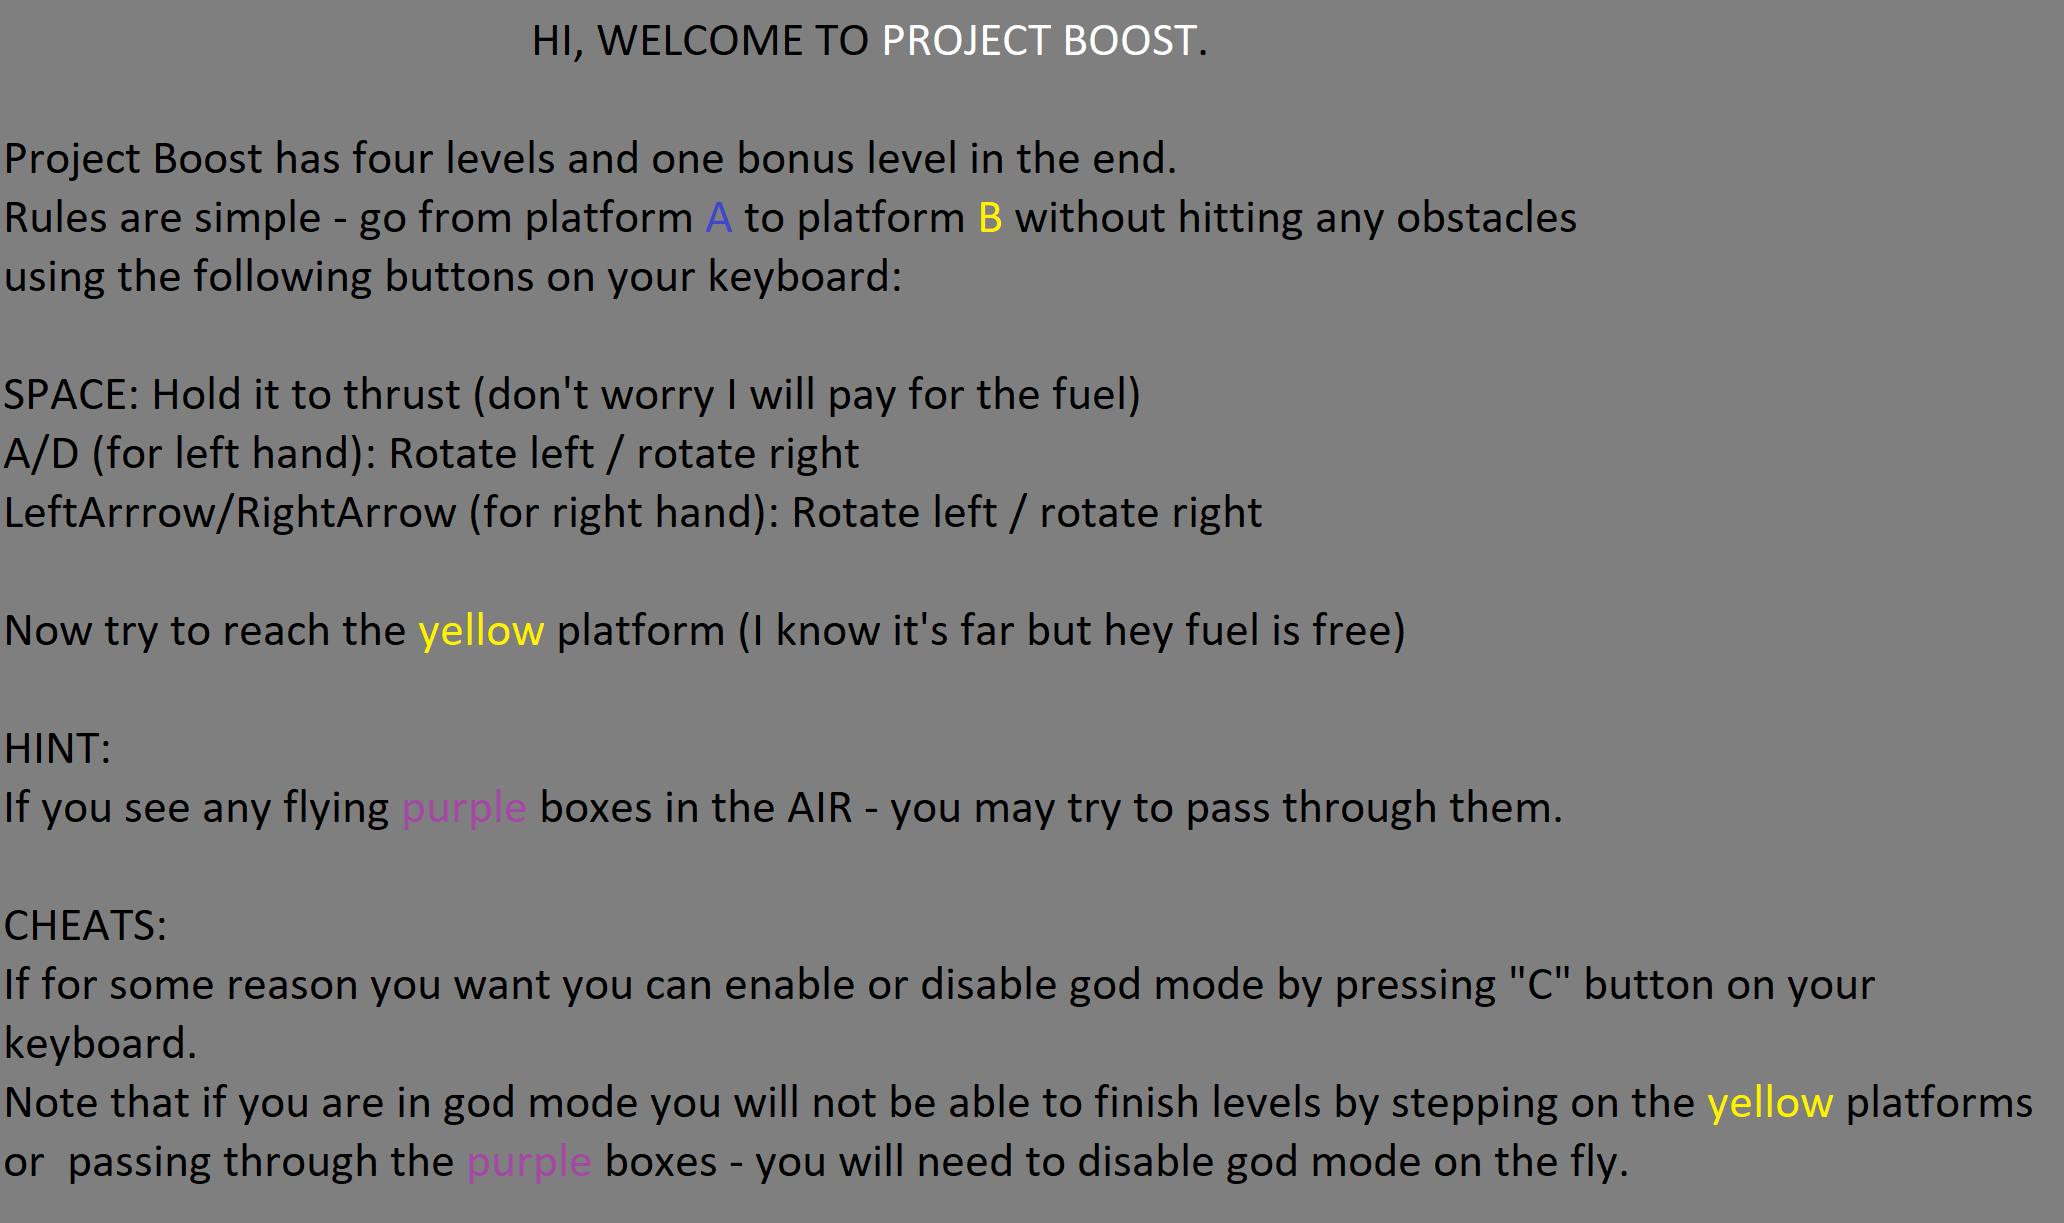 HI, WELCOME TO PROJECT BOOST.
Project Boost has four levels and one bonus level in the end.
Rules are simple - go from platform A to platform B without hitting any obstacles
using the following buttons on your keyboard:
SPACE: Hold it to thrust (don't worry I will pay for the fuel)
A/D (for left hand): Rotate left / rotate right
LeftArrrow/RightArrow (for right hand): Rotate left / rotate right
Now try to reach the yellow platform (I know it's far but hey fuel is free)
HINT:
If you see any flying purple boxes in the AIR - you may try to pass through them.
CHEATS:
If for some reason you want you can enable or disable god mode by pressing "C" button on your
keyboard.
Note that if you are in god mode you will not be able to finish levels by stepping on the yellow platforms
or  passing through the purple boxes - you will need to disable god mode on the fly.